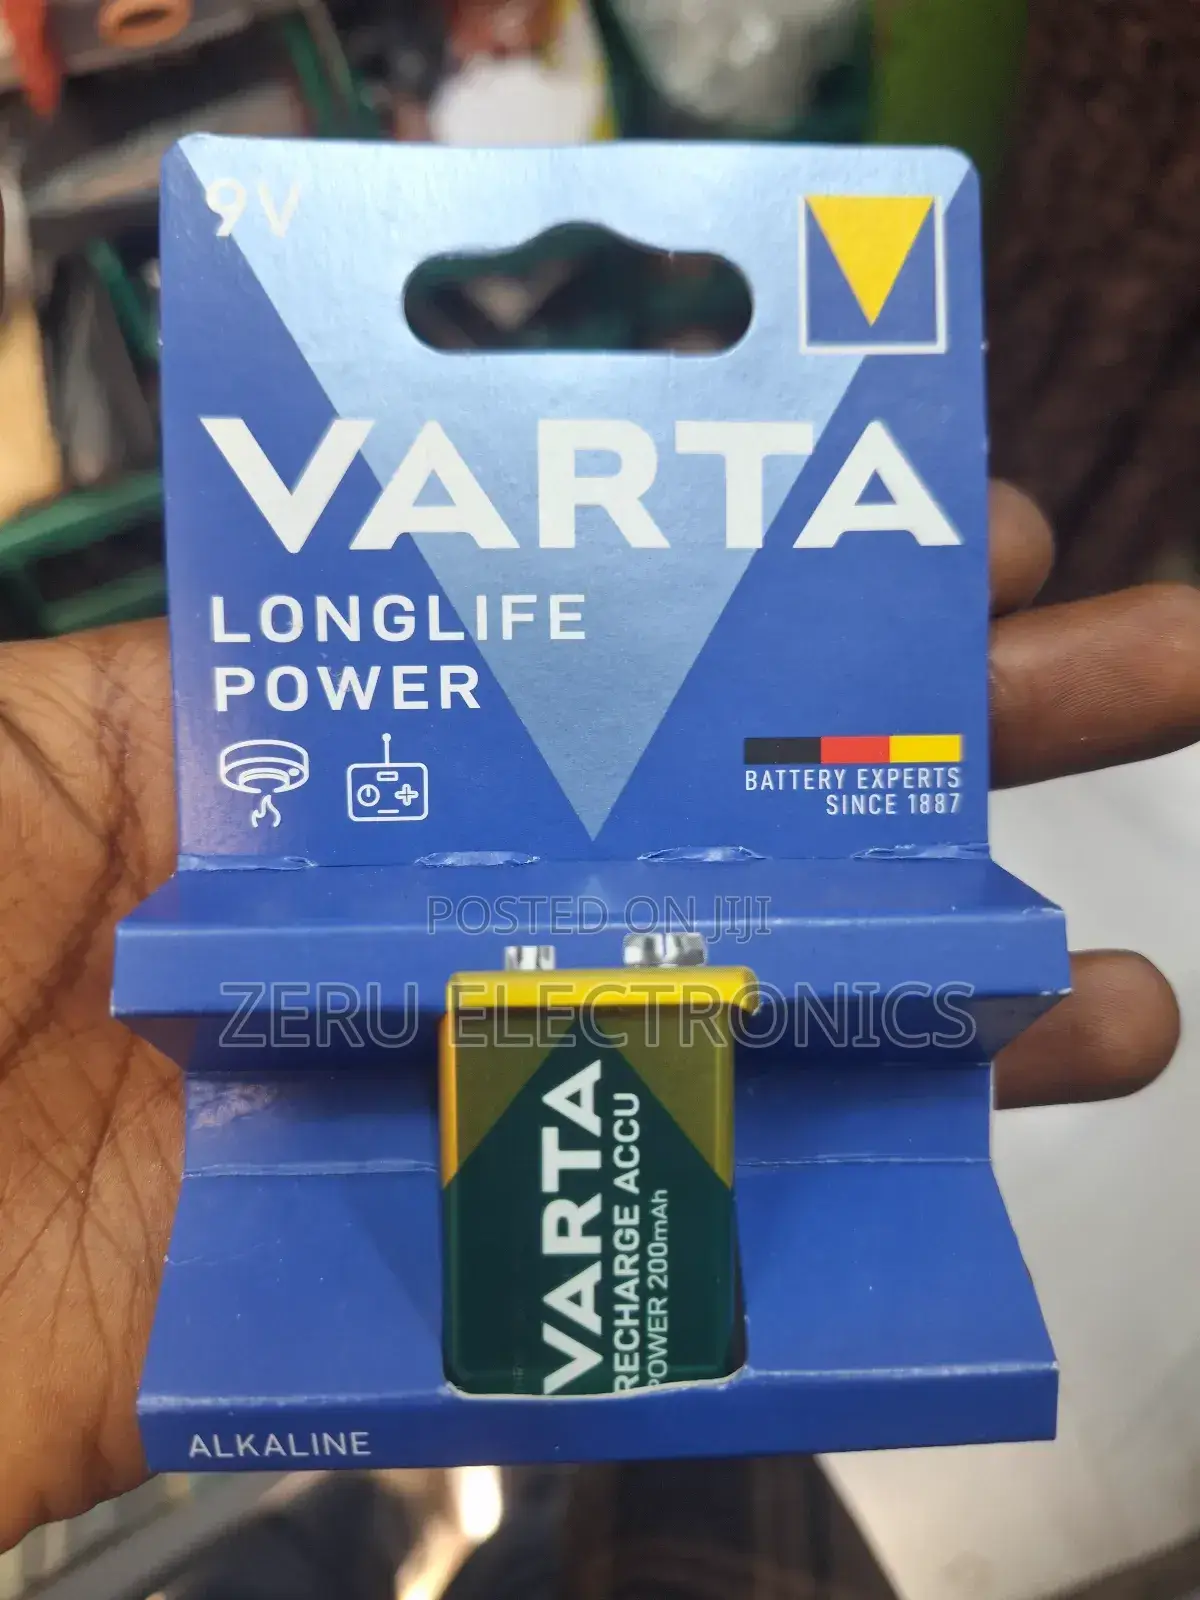 9V
VARTA
LONGLIFE
POWER
BATTERY EXPERTS
SINCE 1887
POSTED ON JIJI
ZERU ELECTRONICS
VARTA
RECHARGE ACCU
POWER 200mAh
ALKALINE